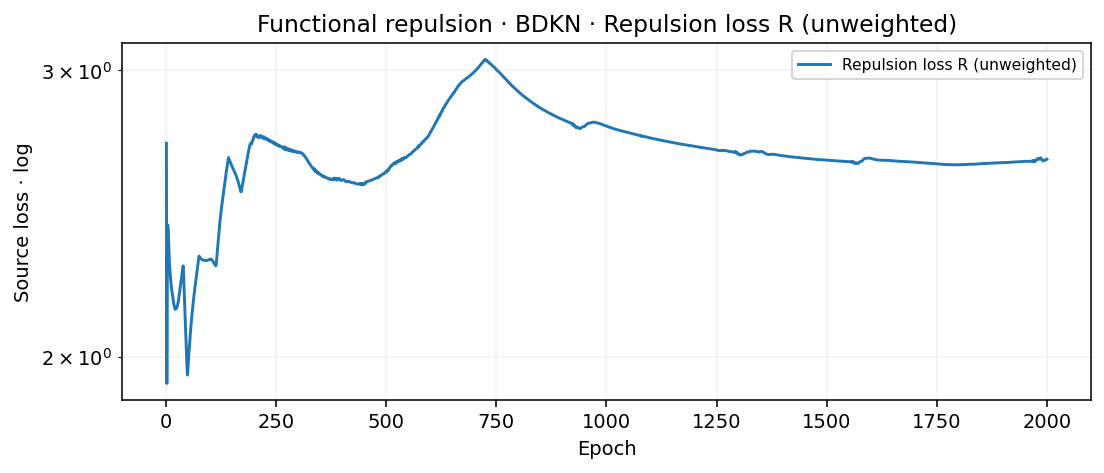 Functional repulsion · BDKN · Repulsion loss R (unweighted)
Repulsion loss R (unweighted)
3 × 10⁰
2 × 10⁰
Source loss · log
0 250 500 750 1000 1250 1500 1750 2000
Epoch